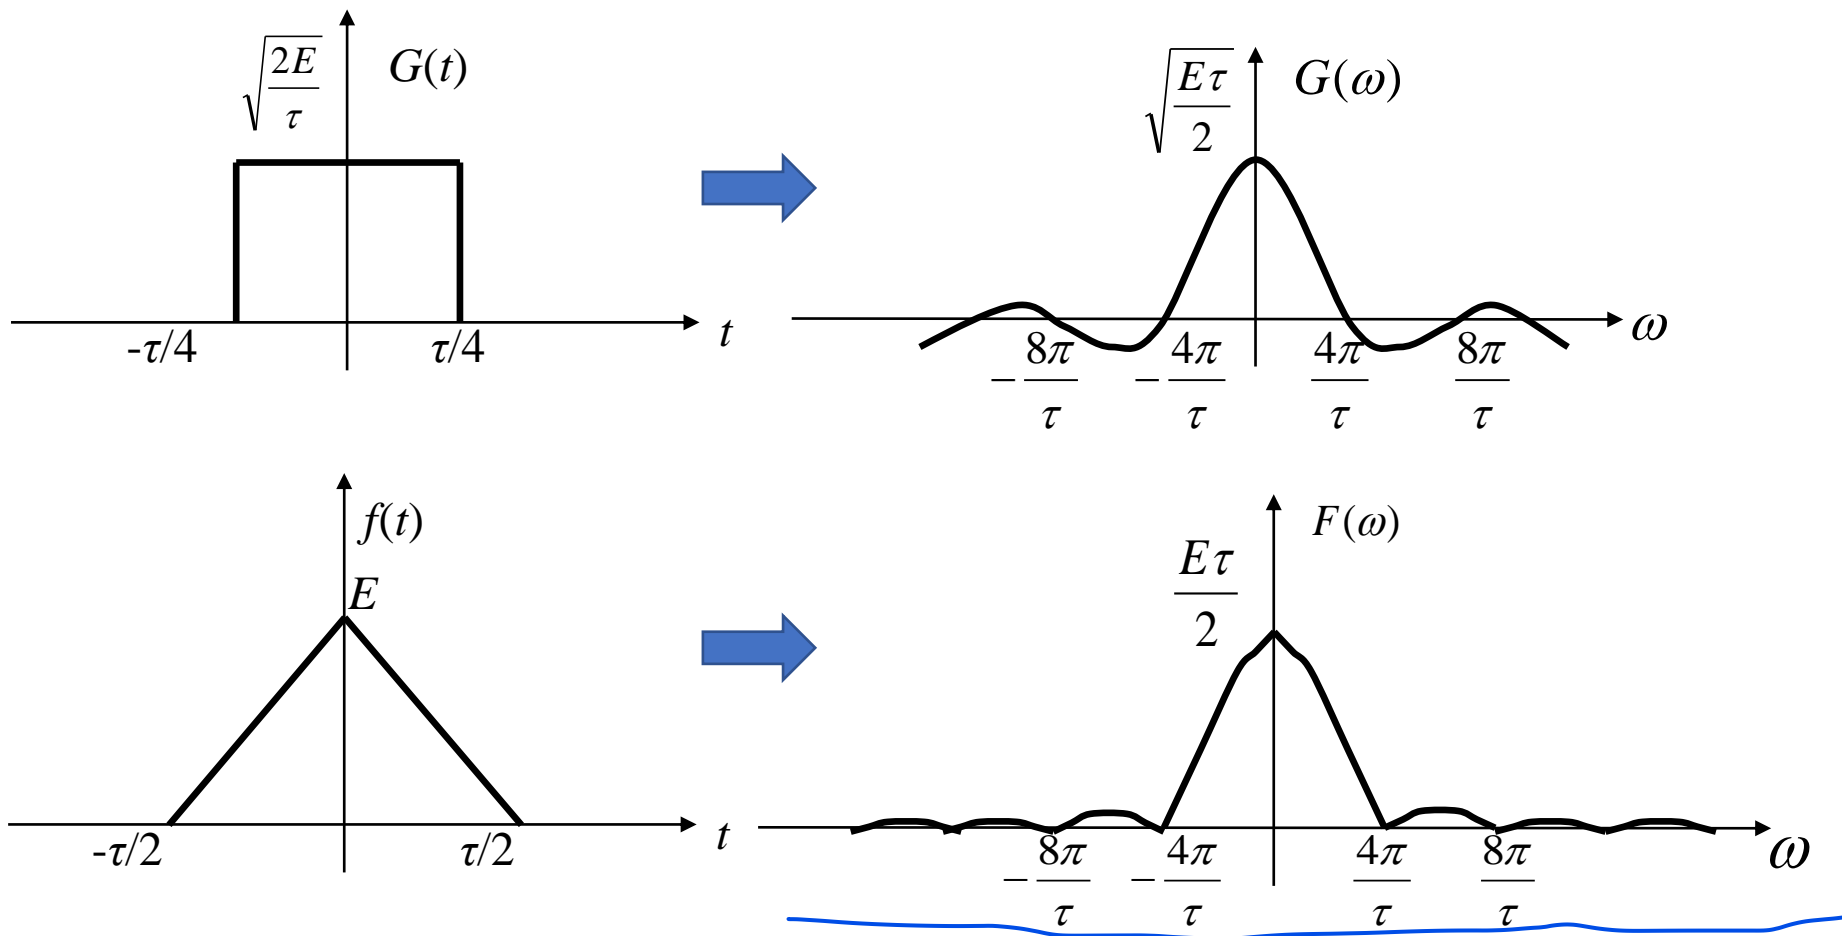 √(2E/τ)
G(t)
-τ/4
τ/4
t
√(Eτ/2)
G(ω)
-8π/τ
-4π/τ
4π/τ
8π/τ
ω
f(t)
E
-τ/2
τ/2
t
Eτ/2
F(ω)
-8π/τ
-4π/τ
4π/τ
8π/τ
ω